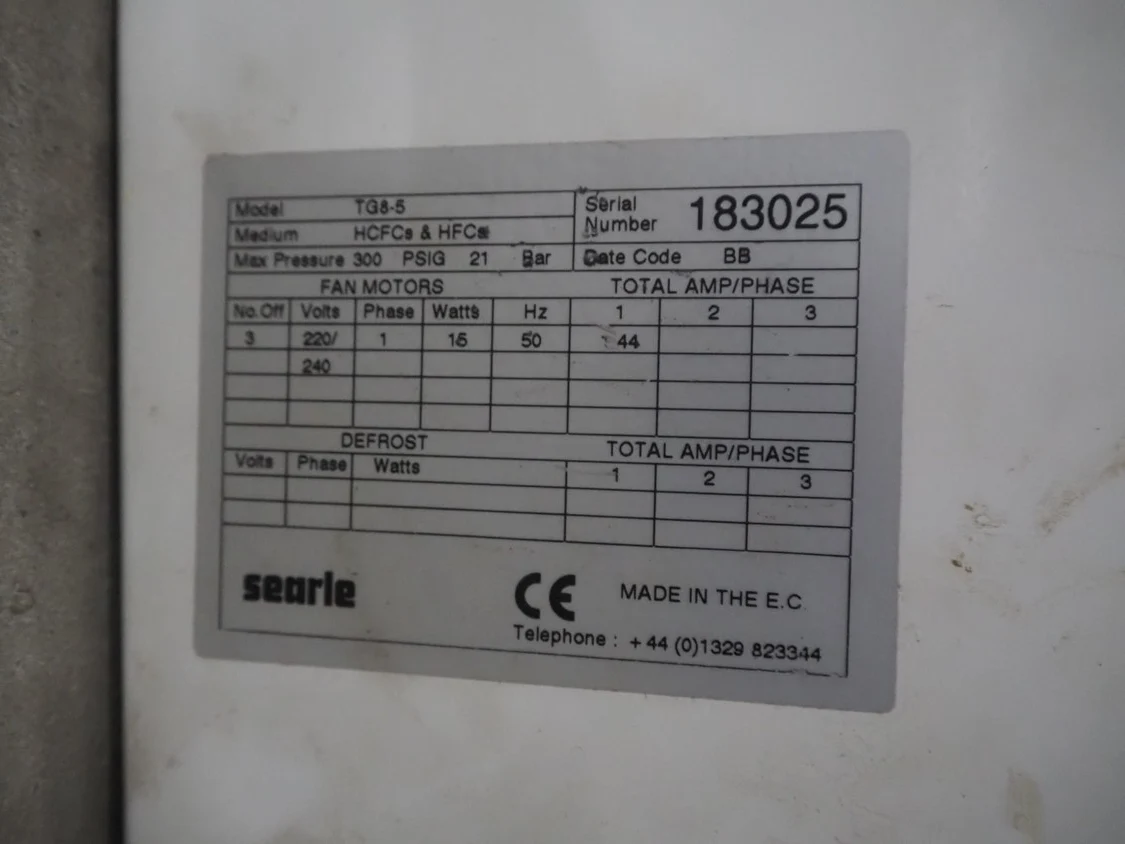 Model TG8-5
Serial Number 183025
Medium HCFCs & HFCs
Max Pressure 300 PSIG 21 Bar
Date Code BB
FAN MOTORS TOTAL AMP/PHASE
No.Off Volts Phase Watts Hz 1 2 3
3 220/ 1 16 50 44
240
DEFROST TOTAL AMP/PHASE
Volts Phase Watts 1 2 3
searle
CE MADE IN THE E.C
Telephone : +44 (0)1329 823344